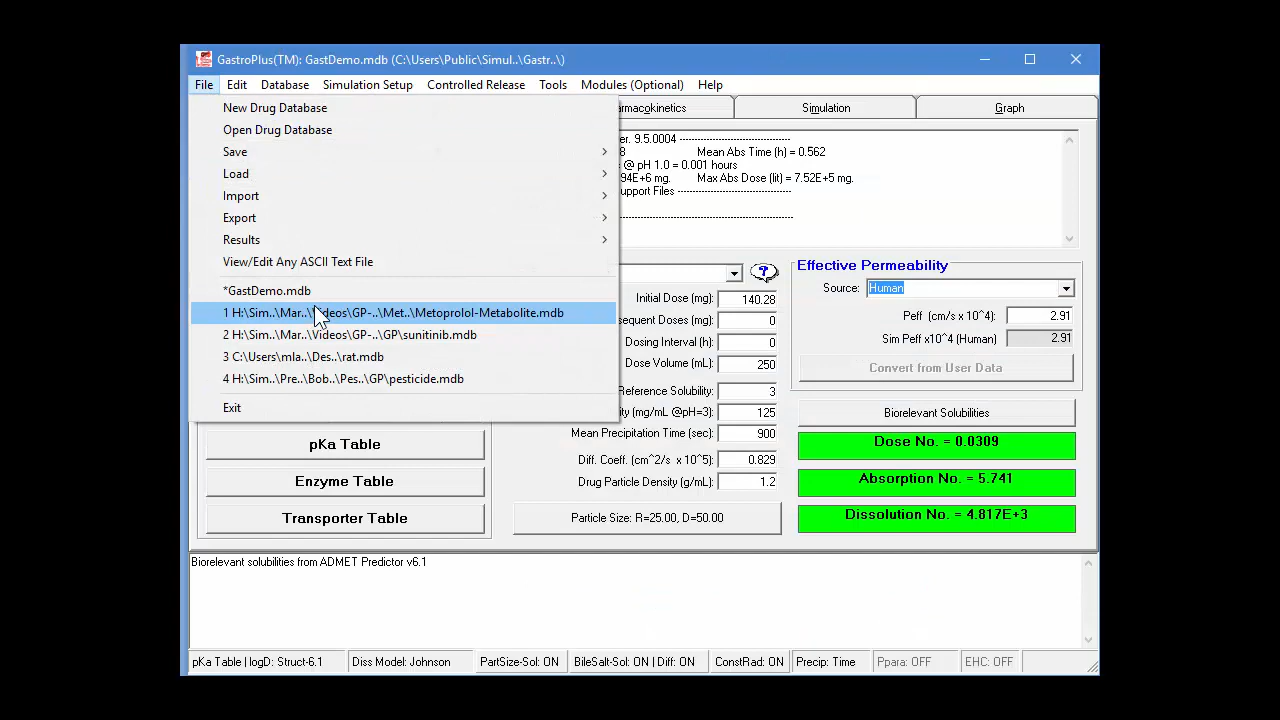 GastroPlus(TM): GastDemo.mdb (C:\Users\Public\Simul..\Gastr..\)
File Edit Database Simulation Setup Controlled Release Tools Modules (Optional) Help
New Drug Database
Open Drug Database
Save
Load
Import
Export
Results
View/Edit Any ASCII Text File
*GastDemo.mdb
1 H:\Sim..\Mar..\Videos\GP-..\Met..\Metoprolol-Metabolite.mdb
2 H:\Sim..\Mar..\Videos\GP-..\GP\sunitinib.mdb
3 C:\Users\mla..\Des..\rat.mdb
4 H:\Sim..\Pre..\Bob..\Pes..\GP\pesticide.mdb
Exit
rmacokinetics Simulation Graph
er. 9.5.0004 ------------------------------------
8 Mean Abs Time (h) = 0.562
= @ pH 1.0 = 0.001 hours
94E+6 mg. Max Abs Dose (lit) = 7.52E+5 mg.
upport Files ------------------------------------
------------------------------------------------
?
Initial Dose (mg): 140.28
sequent Doses (mg): 0
Dosing Interval (h): 0
Dose Volume (mL): 250
Reference Solubility: 3
ity (mg/mL @pH=3): 125
Mean Precipitation Time (sec): 900
Diff. Coeff. (cm^2/s x 10^5): 0.829
Drug Particle Density (g/mL): 1.2
Particle Size: R=25.00, D=50.00
Effective Permeability
Source: Human
Peff (cm/s x 10^4): 2.91
Sim Peff x10^4 (Human) 2.91
Convert from User Data
Biorelevant Solubilities
Dose No. = 0.0309
Absorption No. = 5.741
Dissolution No. = 4.817E+3
pKa Table
Enzyme Table
Transporter Table
Biorelevant solubilities from ADMET Predictor v6.1
pKa Table | logD: Struct-6.1 Diss Model: Johnson PartSize-Sol: ON BileSalt-Sol: ON | Diff: ON ConstRad: ON Precip: Time Ppara: OFF EHC: OFF